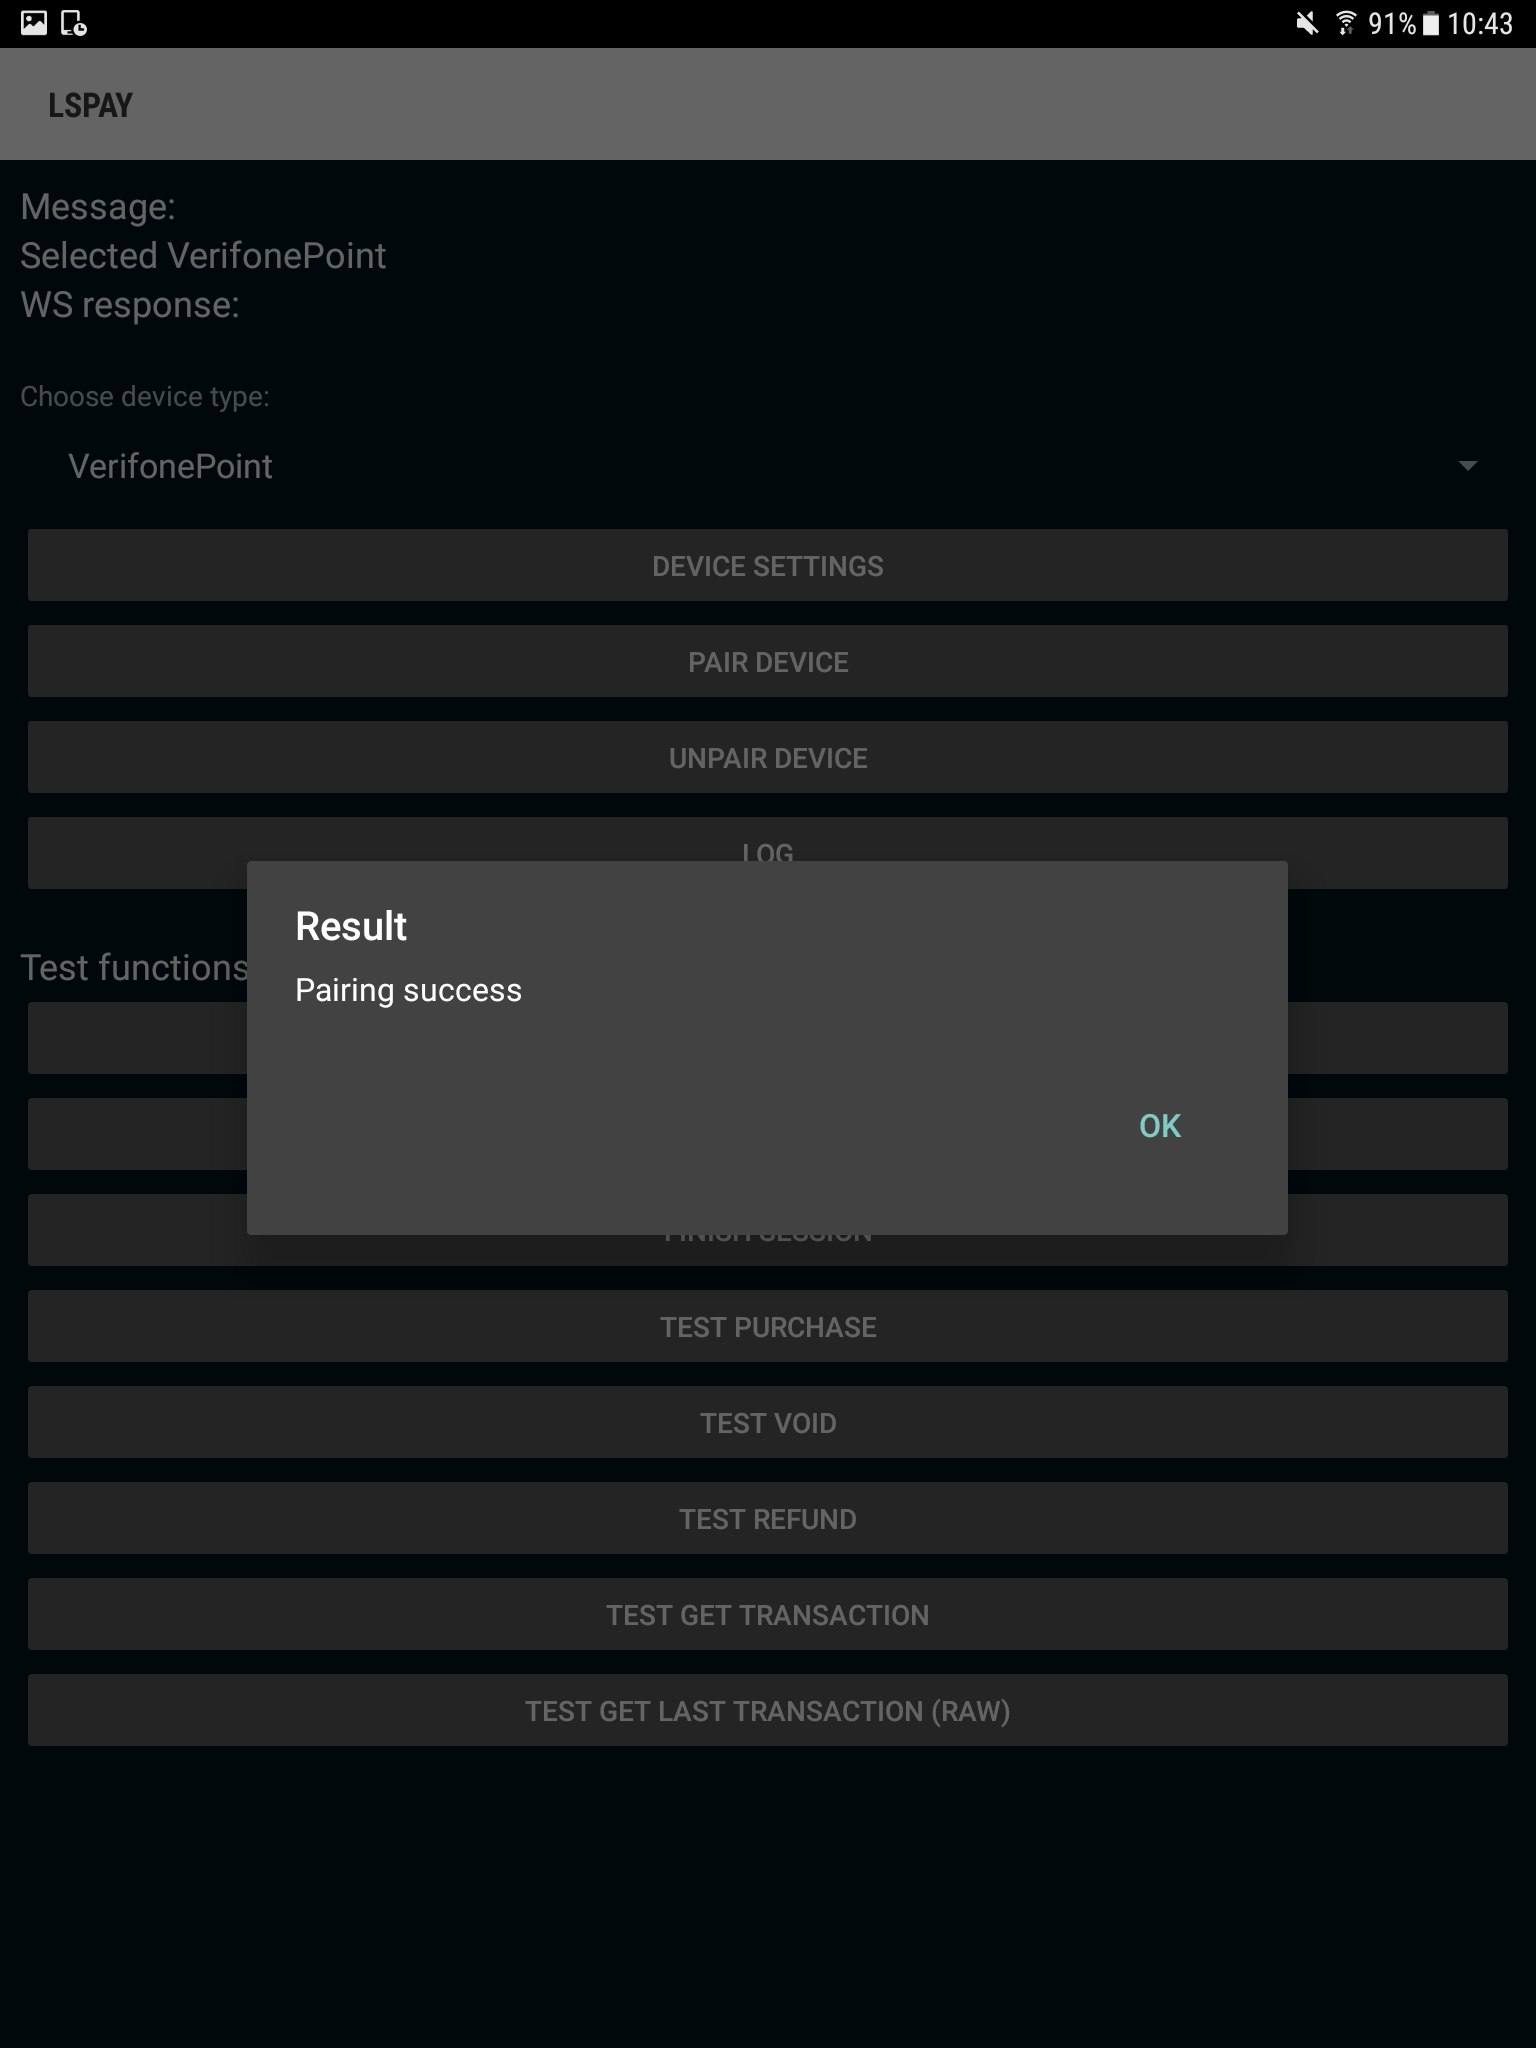 91% 10:43
LSPAY
Message:
Selected VerifonePoint
WS response:
Choose device type:
VerifonePoint
DEVICE SETTINGS
PAIR DEVICE
UNPAIR DEVICE
LOG
Result
Test functions
Pairing success
OK
FINISH SESSION
TEST PURCHASE
TEST VOID
TEST REFUND
TEST GET TRANSACTION
TEST GET LAST TRANSACTION (RAW)